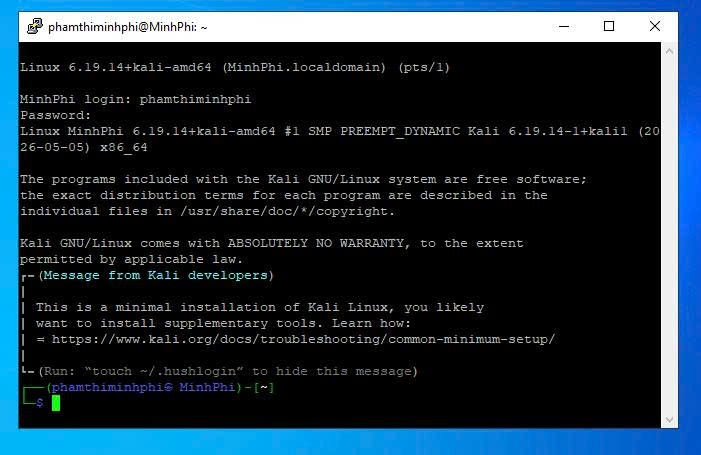 phamthiminhphi@MinhPhi: ~
Linux 6.19.14+kali-amd64 (MinhPhi.localdomain) (pts/1)
MinhPhi login: phamthiminhphi
Password:
Linux MinhPhi 6.19.14+kali-amd64 #1 SMP PREEMPT_DYNAMIC Kali 6.19.14-1+kali1 (20
26-05-05) x86_64
The programs included with the Kali GNU/Linux system are free software;
the exact distribution terms for each program are described in the
individual files in /usr/share/doc/*/copyright.
Kali GNU/Linux comes with ABSOLUTELY NO WARRANTY, to the extent
permitted by applicable law.
┏━(Message from Kali developers)
┃
┃ This is a minimal installation of Kali Linux, you likely
┃ want to install supplementary tools. Learn how:
┃ ⇒ https://www.kali.org/docs/troubleshooting/common-minimum-setup/
┃
┗━(Run: “touch ~/.hushlogin” to hide this message)
┌──(phamthiminhphi㉿MinhPhi)-[~]
└─$